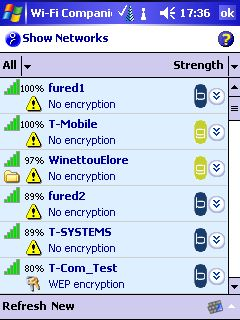 Wi-Fi Compani 17:36 ok
Show Networks ?
All Strength
100% fured1 b
No encryption
100% T-Mobile g
No encryption
97% WinettouElore g
No encryption
89% fured2 b
No encryption
89% T-SYSTEMS b
No encryption
80% T-Com_Test b
WEP encryption
Refresh New